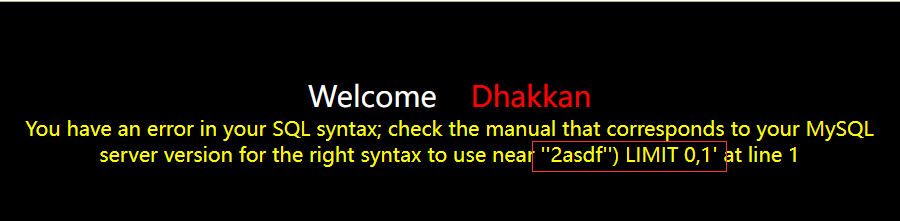 Welcome Dhakkan
You have an error in your SQL syntax; check the manual that corresponds to your MySQL
server version for the right syntax to use near ''2asdf'') LIMIT 0,1' at line 1